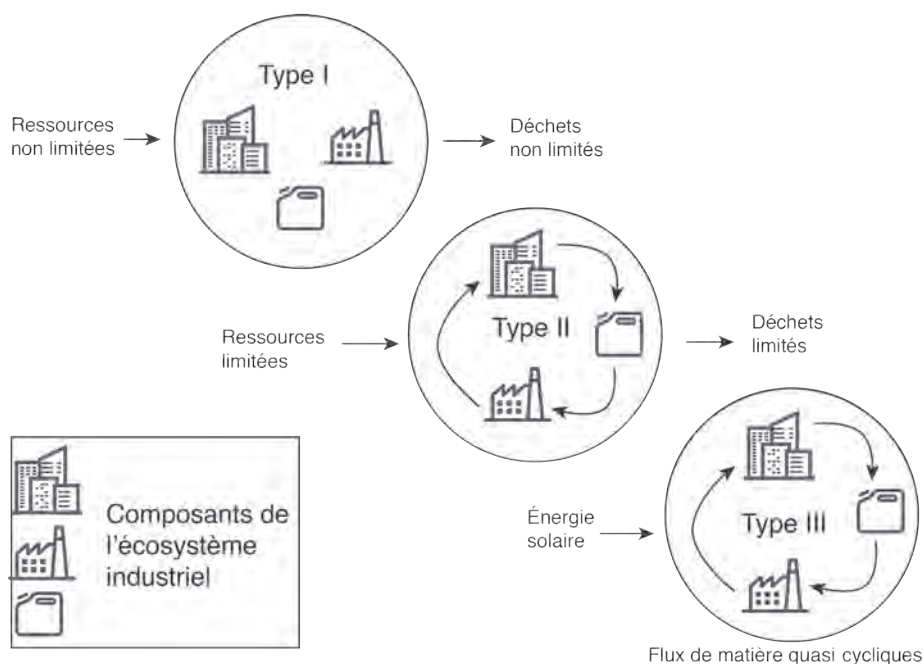 Type I
Ressources
non limitées
Déchets
non limités
Type II
Ressources
limitées
Déchets
limités
Composants de
l'écosystème
industriel
Énergie
solaire
Type III
Flux de matière quasi cycliques